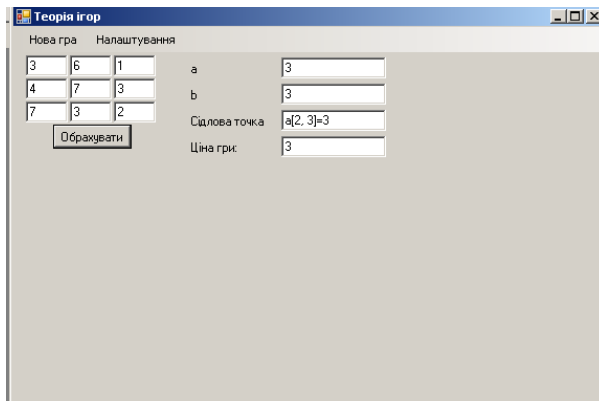 Теорія ігор
Нова гра Налаштування
3 6 1
4 7 3
7 3 2
Обрахувати
a 3
b 3
Сідлова точка a[2, 3]=3
Ціна гри: 3